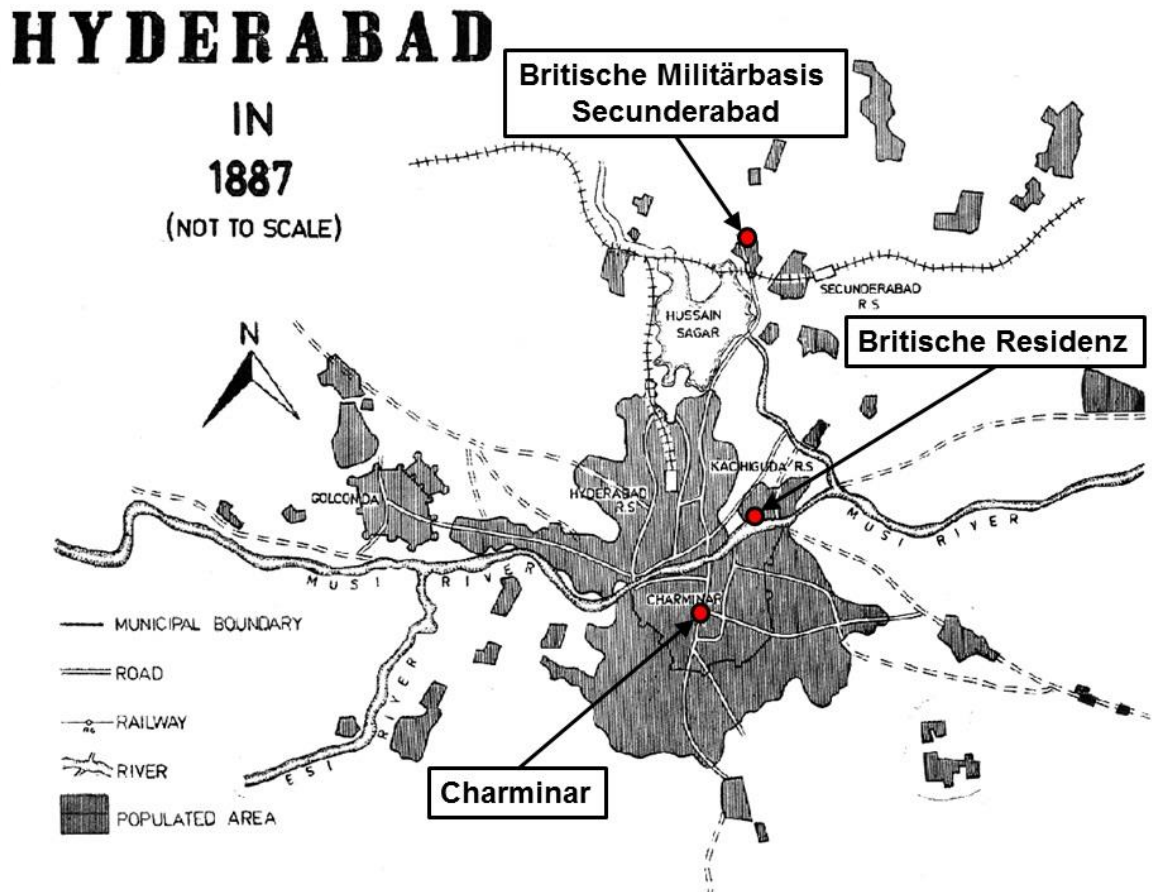 HYDERABAD
IN
1887
(NOT TO SCALE)
Britische Militärbasis
Secunderabad
SECUNDERABAD
R S
HUSSAIN
SAGAR
Britische Residenz
N
KACHIGUDA R.S
GOLCONDA
HYDERABAD
R.S
MUSI RIVER
MUSI RIVER
CHARMINAR
MUNICIPAL BOUNDARY
ROAD
RAILWAY
RS
RIVER
POPULATED AREA
ESI RIVER
Charminar